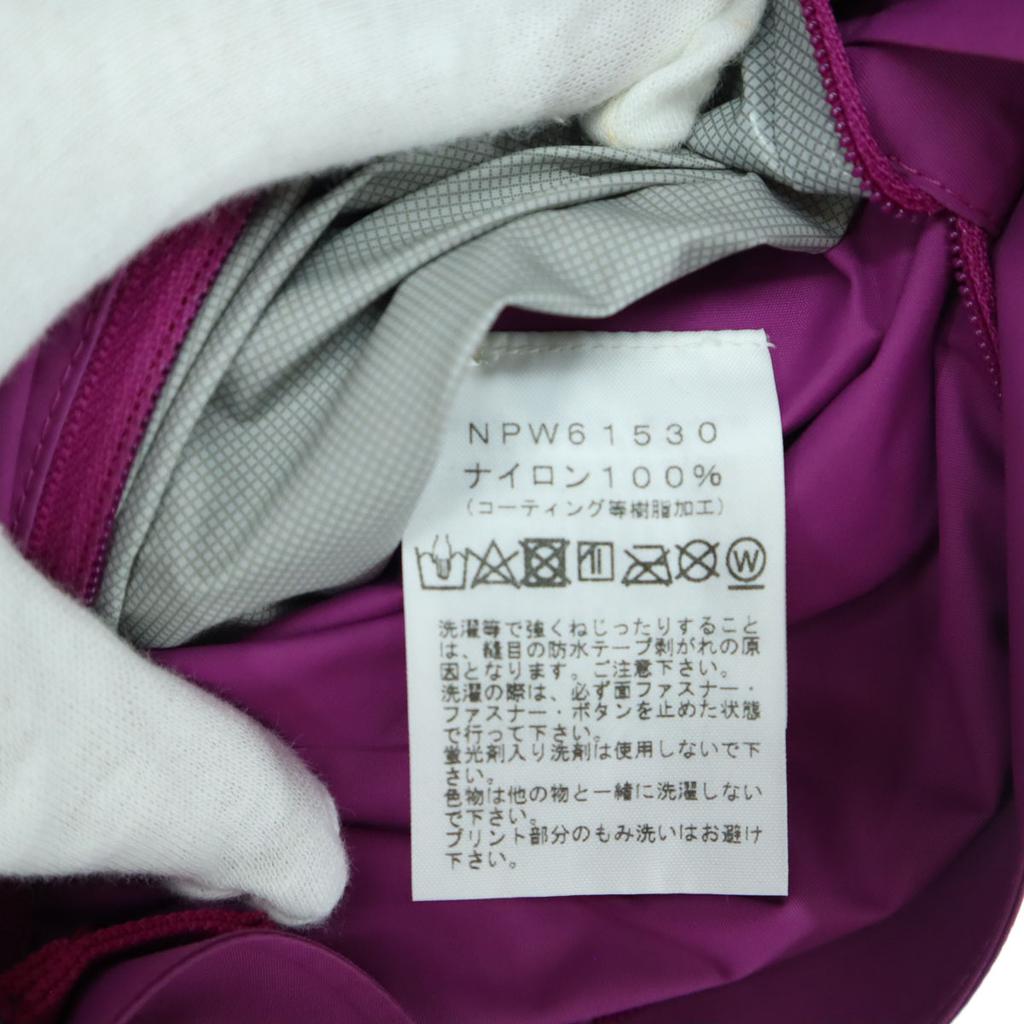 NPW61530
ナイロン100%
(コーティング等樹脂加工)
W
洗濯等で強くねじったりすること
は、縫目の防水テープ剥がれの原
因となります。ご注意下さい。
洗濯の際は、必ず面ファスナー・
ファスナー・ボタンを止めた状態
で行って下さい。
蛍光剤入り洗剤は使用しないで下
さい。
色物は他の物と一緒に洗濯しない
で下さい。
プリント部分のもみ洗いはお避け
下さい。